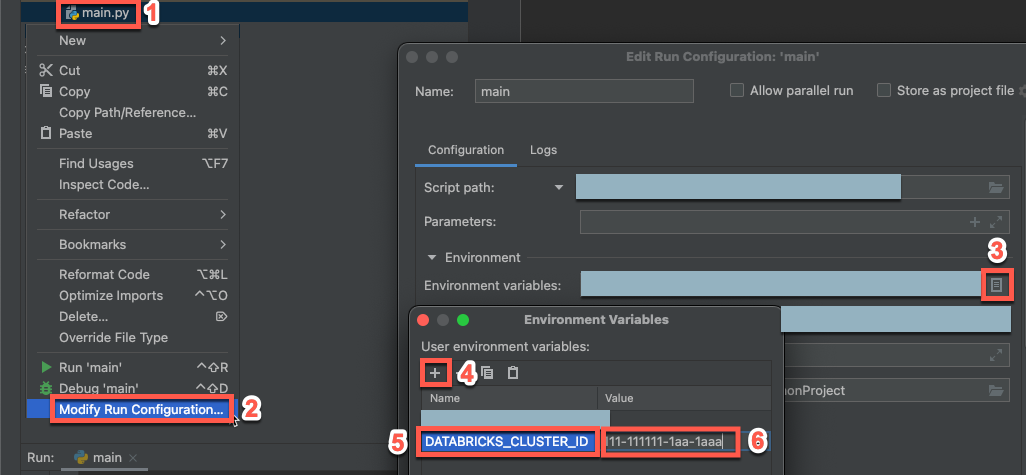 main.py 1
New
Cut ⌘X
Copy ⌘C
Copy Path/Reference...
Paste ⌘V
Find Usages ⌥F7
Inspect Code...
Refactor
Bookmarks
Reformat Code ⌥⌘L
Optimize Imports ^⌥O
Delete... ⌦
Override File Type
Run 'main' ^⇧R
Debug 'main' ^⇧D
Modify Run Configuration... 2
Run: main
Edit Run Configuration: 'main'
Name: main Allow parallel run Store as project file
Configuration Logs
Script path:
Parameters:
Environment 3
Environment variables:
Environment Variables
User environment variables:
+ 4
Name Value
5 DATABRICKS_CLUSTER_ID 111-111111-1aa-1aaa 6
nonProject